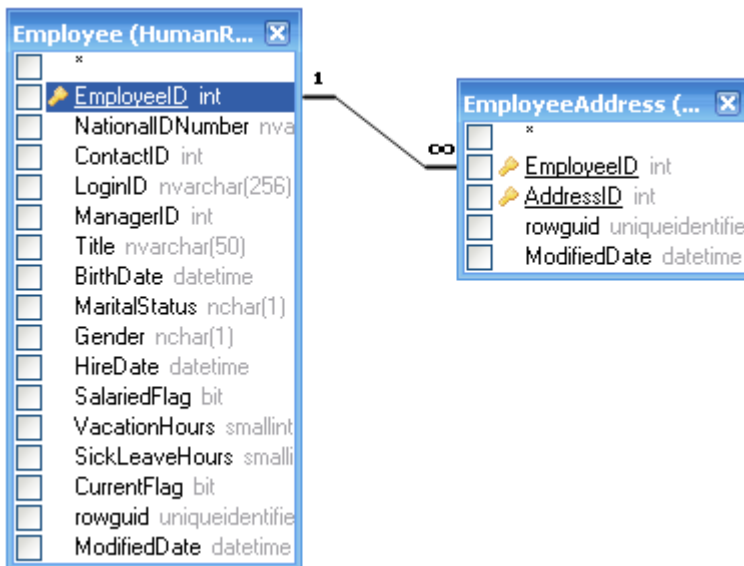 Employee (HumanR...
*
EmployeeID int
NationalIDNumber nva
ContactID int
LoginID nvarchar(256)
ManagerID int
Title nvarchar(50)
BirthDate datetime
MaritalStatus nchar(1)
Gender nchar(1)
HireDate datetime
SalariedFlag bit
VacationHours smallint
SickLeaveHours smalli
CurrentFlag bit
rowguid uniqueidentifie
ModifiedDate datetime
1
∞
EmployeeAddress (...
*
EmployeeID int
AddressID int
rowguid uniqueidentifie
ModifiedDate datetime